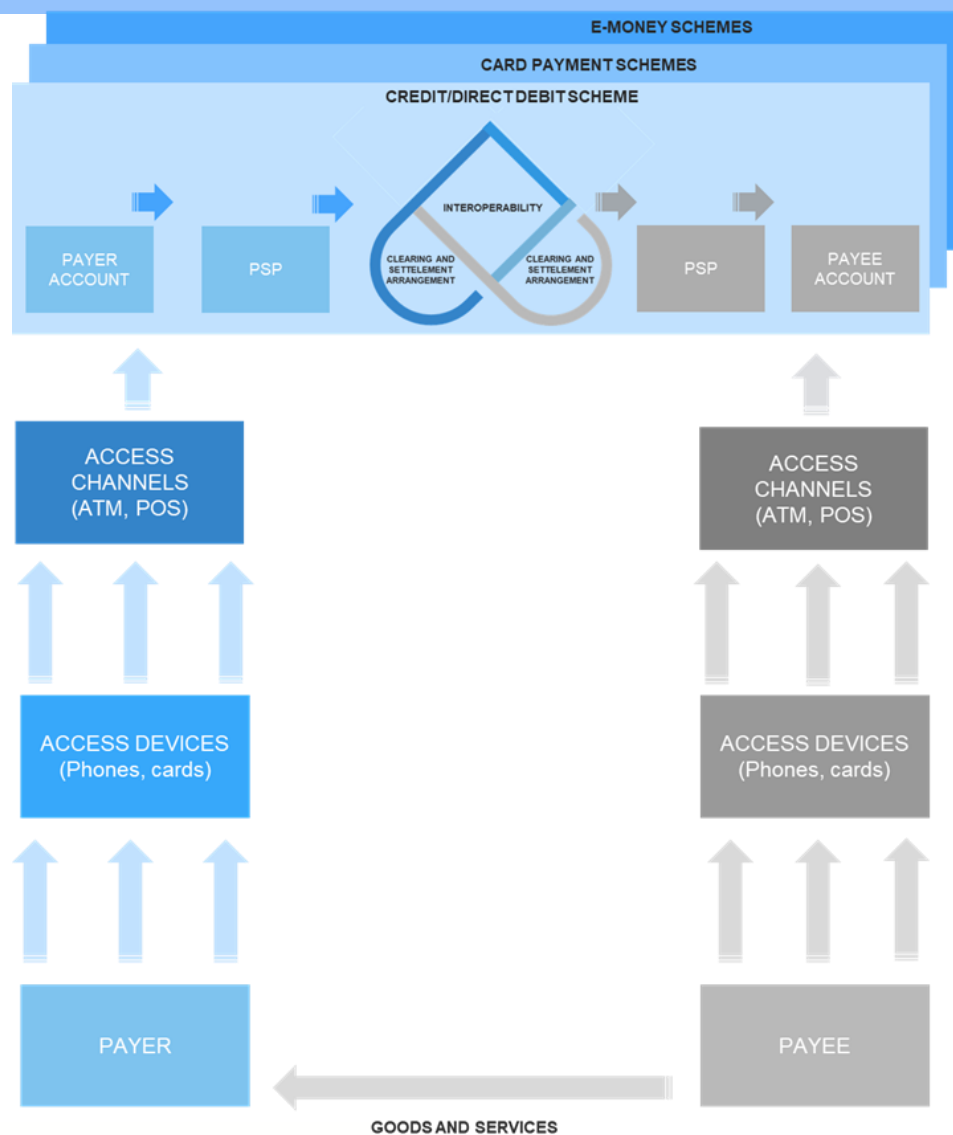 E-MONEY SCHEMES
CARD PAYMENT SCHEMES
CREDIT/DIRECT DEBIT SCHEME
PAYER
ACCOUNT
PSP
INTEROPERABILITY
CLEARING AND
SETTELEMENT
ARRANGEMENT
CLEARING AND
SETTELEMENT
ARRANGEMENT
PSP
PAYEE
ACCOUNT
ACCESS
CHANNELS
(ATM, POS)
ACCESS
CHANNELS
(ATM, POS)
ACCESS DEVICES
(Phones, cards)
ACCESS DEVICES
(Phones, cards)
PAYER
PAYEE
GOODS AND SERVICES